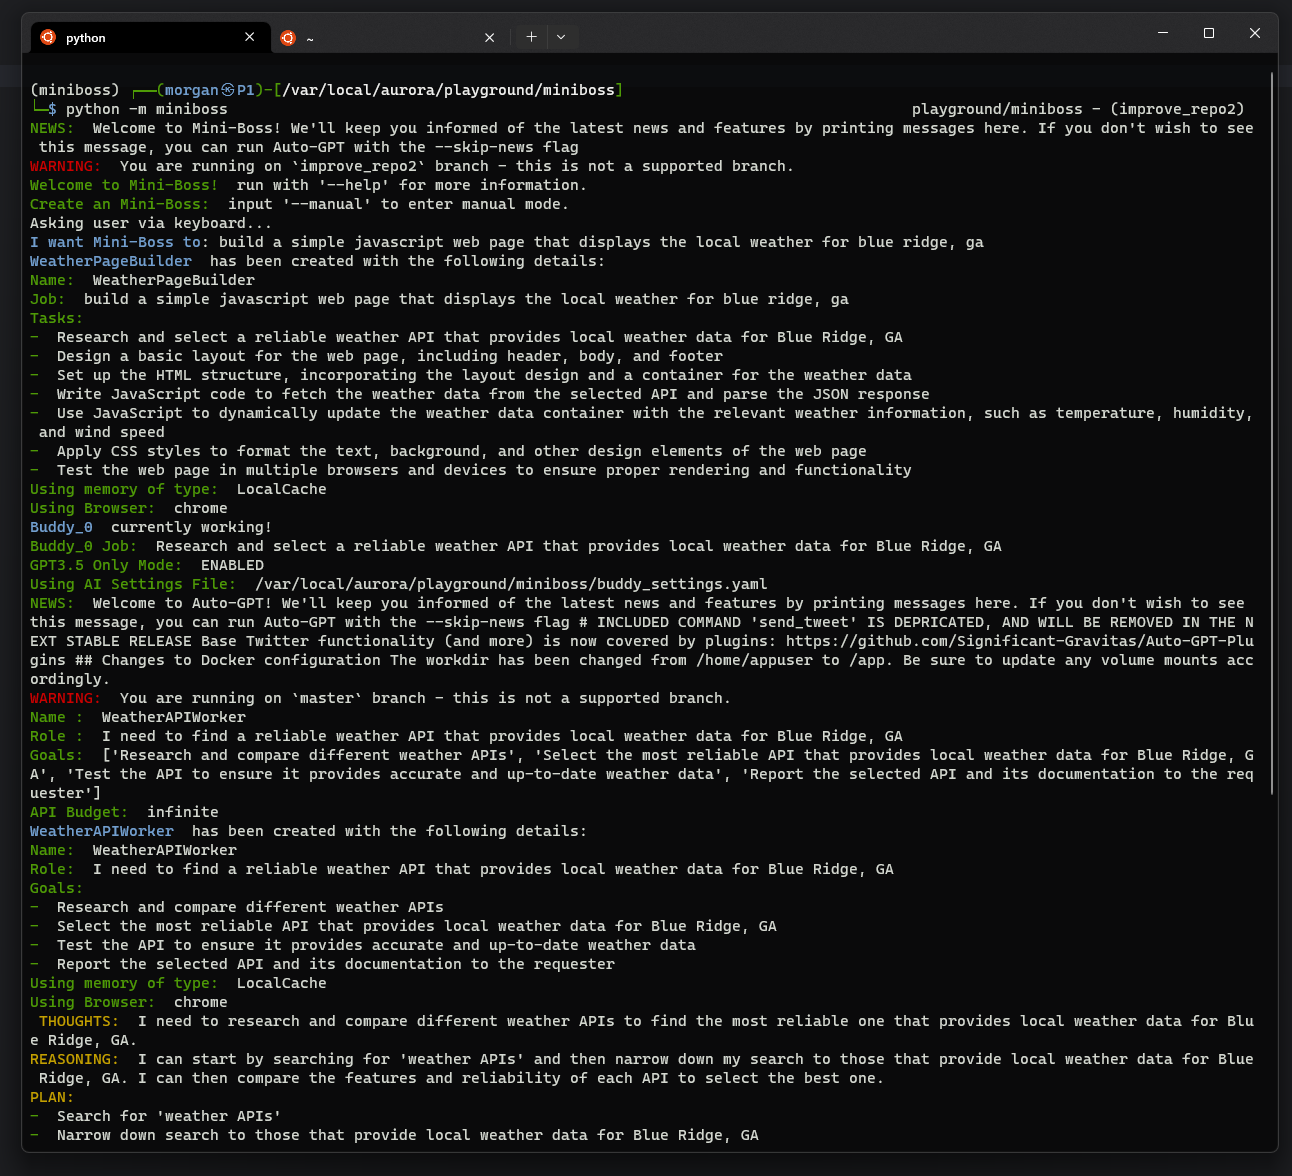 python
~
(miniboss) ┌──(morgan㉿P1)-[/var/local/aurora/playground/miniboss]
└─$ python -m miniboss playground/miniboss - (improve_repo2)
NEWS:  Welcome to Mini-Boss! We'll keep you informed of the latest news and features by printing messages here. If you don't wish to see
this message, you can run Auto-GPT with the --skip-news flag
WARNING:  You are running on `improve_repo2` branch - this is not a supported branch.
Welcome to Mini-Boss!  run with '--help' for more information.
Create an Mini-Boss:  input '--manual' to enter manual mode.
Asking user via keyboard...
I want Mini-Boss to: build a simple javascript web page that displays the local weather for blue ridge, ga
WeatherPageBuilder  has been created with the following details:
Name:  WeatherPageBuilder
Job:  build a simple javascript web page that displays the local weather for blue ridge, ga
Tasks:
-  Research and select a reliable weather API that provides local weather data for Blue Ridge, GA
-  Design a basic layout for the web page, including header, body, and footer
-  Set up the HTML structure, incorporating the layout design and a container for the weather data
-  Write JavaScript code to fetch the weather data from the selected API and parse the JSON response
-  Use JavaScript to dynamically update the weather data container with the relevant weather information, such as temperature, humidity,
and wind speed
-  Apply CSS styles to format the text, background, and other design elements of the web page
-  Test the web page in multiple browsers and devices to ensure proper rendering and functionality
Using memory of type:  LocalCache
Using Browser:  chrome
Buddy_0  currently working!
Buddy_0 Job:  Research and select a reliable weather API that provides local weather data for Blue Ridge, GA
GPT3.5 Only Mode:  ENABLED
Using AI Settings File:  /var/local/aurora/playground/miniboss/buddy_settings.yaml
NEWS:  Welcome to Auto-GPT! We'll keep you informed of the latest news and features by printing messages here. If you don't wish to see
this message, you can run Auto-GPT with the --skip-news flag # INCLUDED COMMAND 'send_tweet' IS DEPRICATED, AND WILL BE REMOVED IN THE N
EXT STABLE RELEASE Base Twitter functionality (and more) is now covered by plugins: https://github.com/Significant-Gravitas/Auto-GPT-Plu
gins ## Changes to Docker configuration The workdir has been changed from /home/appuser to /app. Be sure to update any volume mounts acc
ordingly.
WARNING:  You are running on `master` branch - this is not a supported branch.
Name :  WeatherAPIWorker
Role :  I need to find a reliable weather API that provides local weather data for Blue Ridge, GA
Goals:  ['Research and compare different weather APIs', 'Select the most reliable API that provides local weather data for Blue Ridge, G
A', 'Test the API to ensure it provides accurate and up-to-date weather data', 'Report the selected API and its documentation to the req
uester']
API Budget:  infinite
WeatherAPIWorker  has been created with the following details:
Name:  WeatherAPIWorker
Role:  I need to find a reliable weather API that provides local weather data for Blue Ridge, GA
Goals:
-  Research and compare different weather APIs
-  Select the most reliable API that provides local weather data for Blue Ridge, GA
-  Test the API to ensure it provides accurate and up-to-date weather data
-  Report the selected API and its documentation to the requester
Using memory of type:  LocalCache
Using Browser:  chrome
THOUGHTS:  I need to research and compare different weather APIs to find the most reliable one that provides local weather data for Blu
e Ridge, GA.
REASONING:  I can start by searching for 'weather APIs' and then narrow down my search to those that provide local weather data for Blue
Ridge, GA. I can then compare the features and reliability of each API to select the best one.
PLAN:
-  Search for 'weather APIs'
-  Narrow down search to those that provide local weather data for Blue Ridge, GA